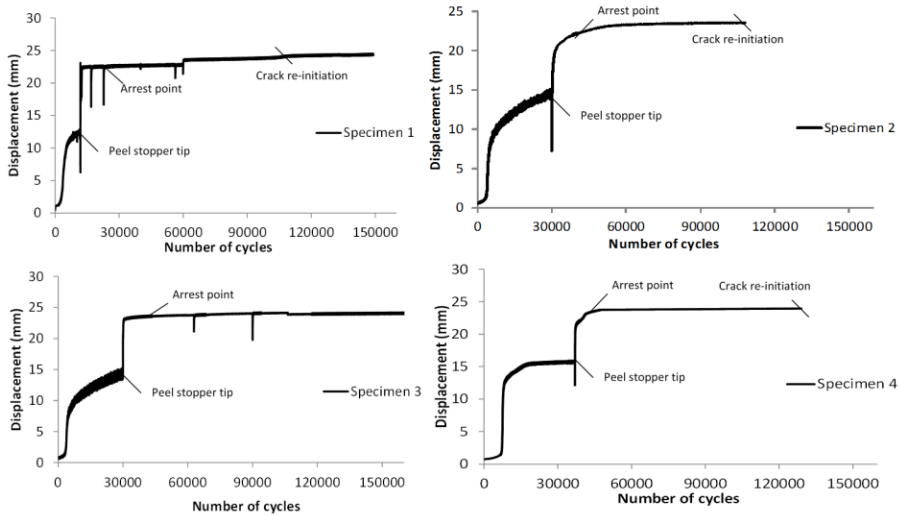 Displacement (mm)
30
25
20
15
10
5
0
Arrest point
Crack re-initiation
Peel stopper tip
Specimen 1
0 30000 60000 90000 120000 150000
Number of cycles
Displacement (mm)
25
20
15
10
5
0
Arrest point
Crack re-initiation
Peel stopper tip
Specimen 2
0 30000 60000 90000 120000 150000
Number of cycles
Displacement (mm)
30
25
20
15
10
5
0
Arrest point
Peel stopper tip
Specimen 3
0 30000 60000 90000 120000 150000
Number of cycles
Displacement (mm)
30
25
20
15
10
5
0
Arrest point
Crack re-initiation
Peel stopper tip
Specimen 4
0 30000 60000 90000 120000 150000
Number of cycles